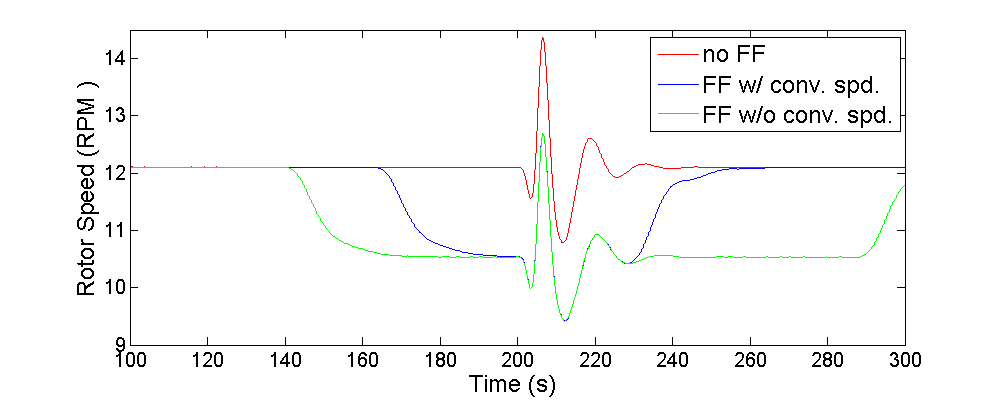 14
13
12
11
10
9
Rotor Speed (RPM )
no FF
FF w/ conv. spd.
FF w/o conv. spd.
100 120 140 160 180 200 220 240 260 280 300
Time (s)